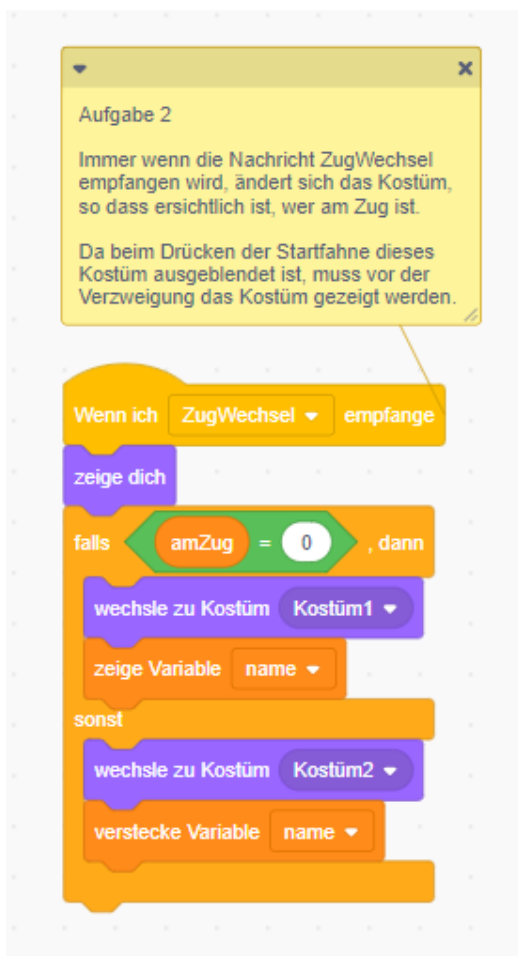 Aufgabe 2
Immer wenn die Nachricht ZugWechsel
empfangen wird, ändert sich das Kostüm,
so dass ersichtlich ist, wer am Zug ist.
Da beim Drücken der Startfahne dieses
Kostüm ausgeblendet ist, muss vor der
Verzweigung das Kostüm gezeigt werden.
Wenn ich ZugWechsel empfange
zeige dich
falls amZug = 0 , dann
wechsle zu Kostüm Kostüm1
zeige Variable name
sonst
wechsle zu Kostüm Kostüm2
verstecke Variable name